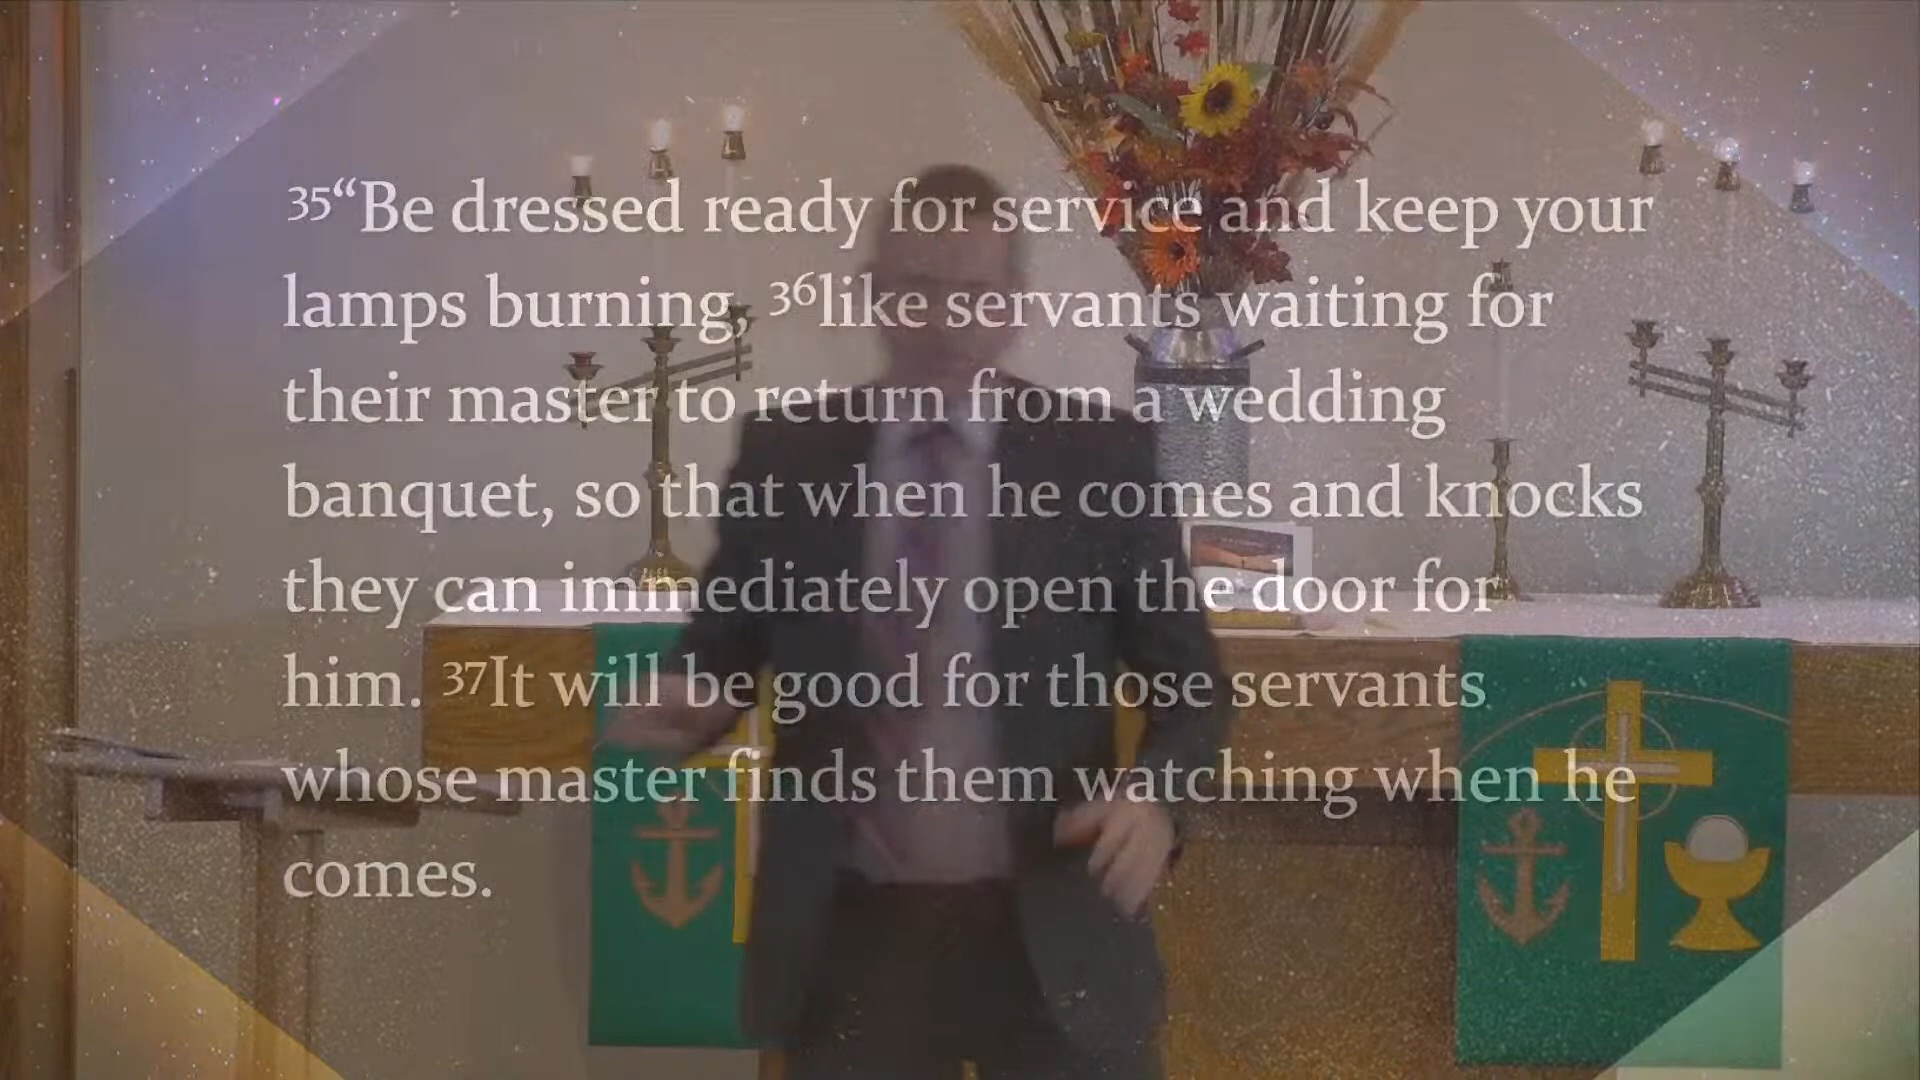 35“Be dressed ready for service and keep your
lamps burning, 36like servants waiting for
their master to return from a wedding
banquet, so that when he comes and knocks
they can immediately open the door for
him. 37It will be good for those servants
whose master finds them watching when he
comes.